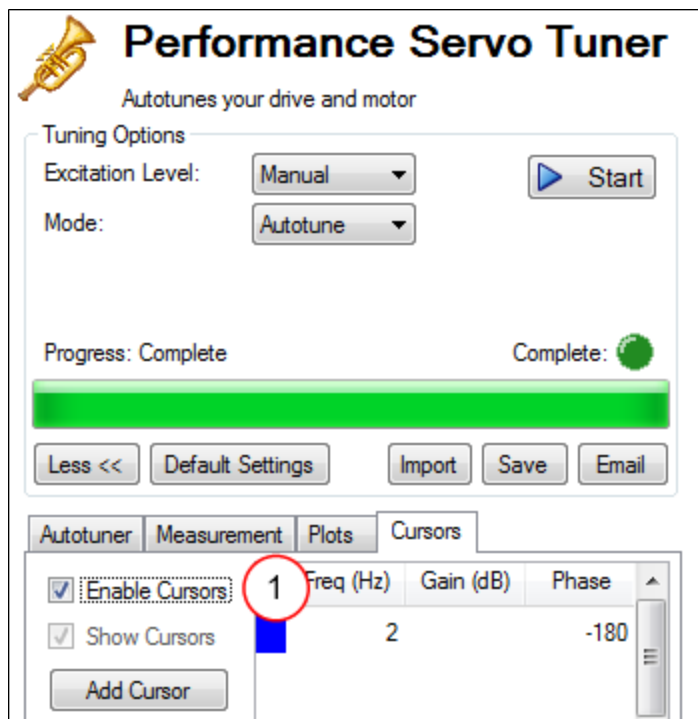 Performance Servo Tuner
Autotunes your drive and motor
Tuning Options
Excitation Level: Manual Start
Mode: Autotune
Progress: Complete Complete:
Less << Default Settings Import Save Email
Autotuner Measurement Plots Cursors
Enable Cursors 1 Freq (Hz) Gain (dB) Phase
Show Cursors 2 -180
Add Cursor